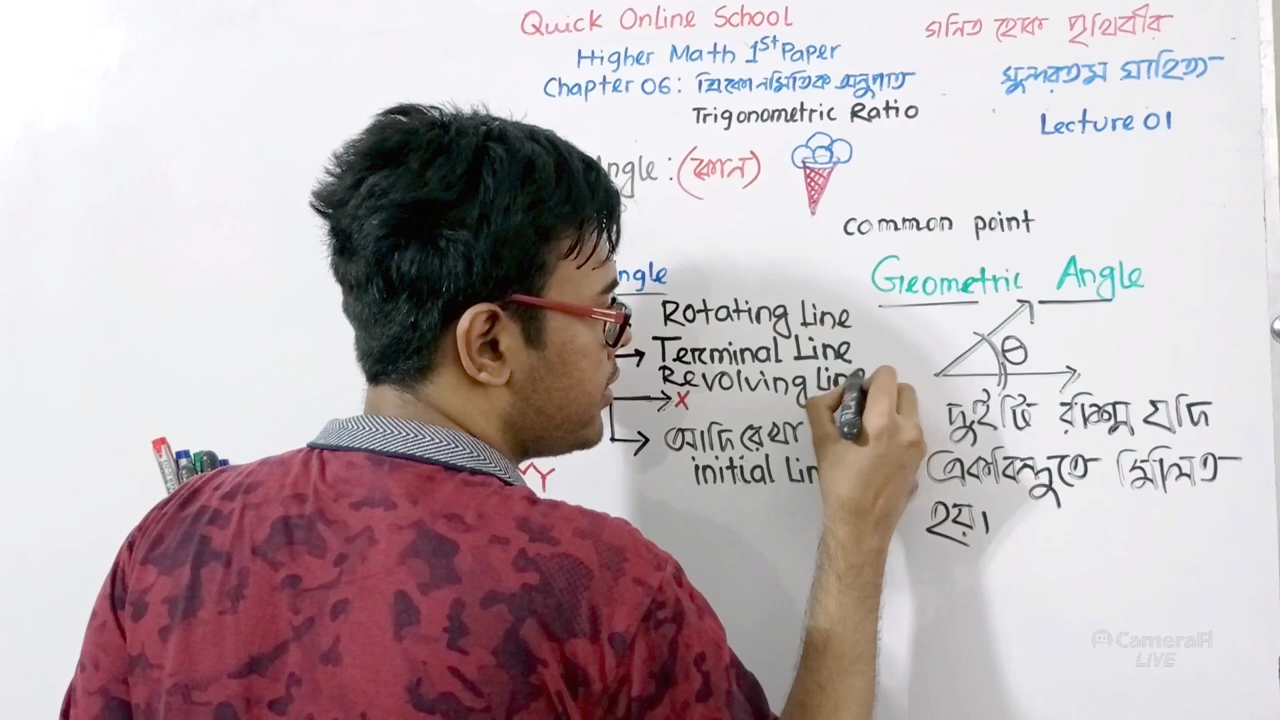 Quick Online School
Higher Math 1st Paper
Chapter 06: ত্রিকোনমিতিক অনুপাত
Trigonometric Ratio
গনিত হোক পৃথিবীর
সুন্দরতম সাহিত্য
Lecture 01
ngle: (কোন)
common point
ngle
Rotating Line
Terminal Line
Revolving Line
X
আদি রেখা
initial Lin
Y
Geometric Angle
θ
দুইটি রশ্মি যদি
একবিন্দুতে মিলিত
হয়।
CameraFi
LIVE